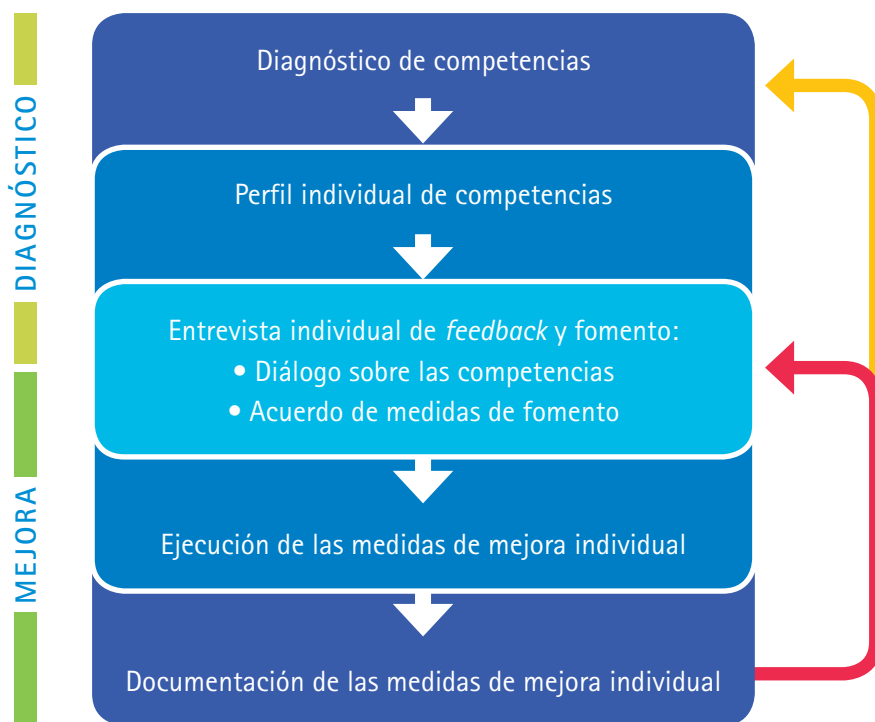 Diagnóstico de competencias
DIAGNÓSTICO
Perfil individual de competencias
Entrevista individual de feedback y fomento:
• Diálogo sobre las competencias
• Acuerdo de medidas de fomento
MEJORA
Ejecución de las medidas de mejora individual
Documentación de las medidas de mejora individual